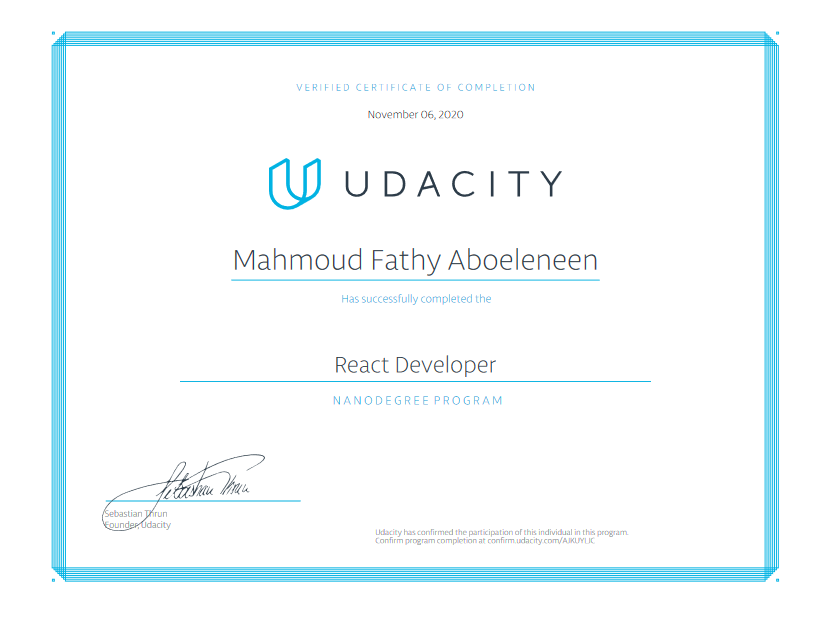 VERIFIED CERTIFICATE OF COMPLETION
November 06, 2020
UDACITY
Mahmoud Fathy Aboeleneen
Has successfully completed the
React Developer
NANODEGREE PROGRAM
Sebastian Thrun
Sebastian Thrun
Founder, Udacity
Udacity has confirmed the participation of this individual in this program.
Confirm program completion at confirm.udacity.com/AJKUYLJC